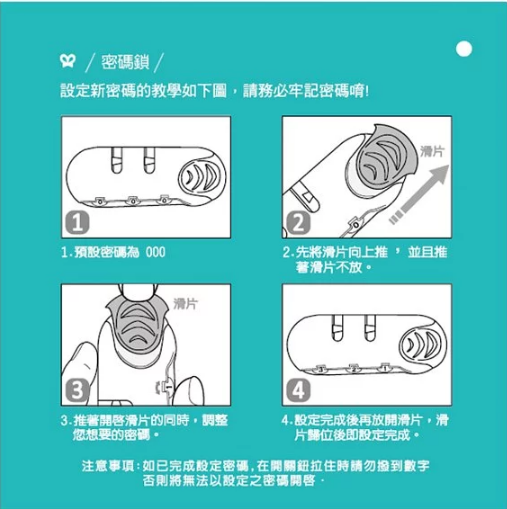 / 密碼鎖 /
設定新密碼的教學如下圖，請務必牢記密碼唷!
1
滑片
2
1.預設密碼為 000
2.先將滑片向上推 ， 並且推
著滑片不放。
滑片
3
4
3.推著開啓滑片的同時，調整
您想要的密碼。
4.設定完成後再放開滑片，滑
片歸位後即設定完成。
注意事項:如已完成設定密碼,在開關鈕拉住時請勿撥到數字
否則將無法以設定之密碼開啓．